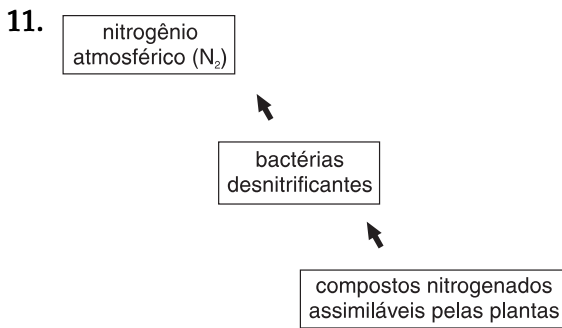 11.
nitrogênio
atmosférico (N₂)
bactérias
desnitrificantes
compostos nitrogenados
assimiláveis pelas plantas